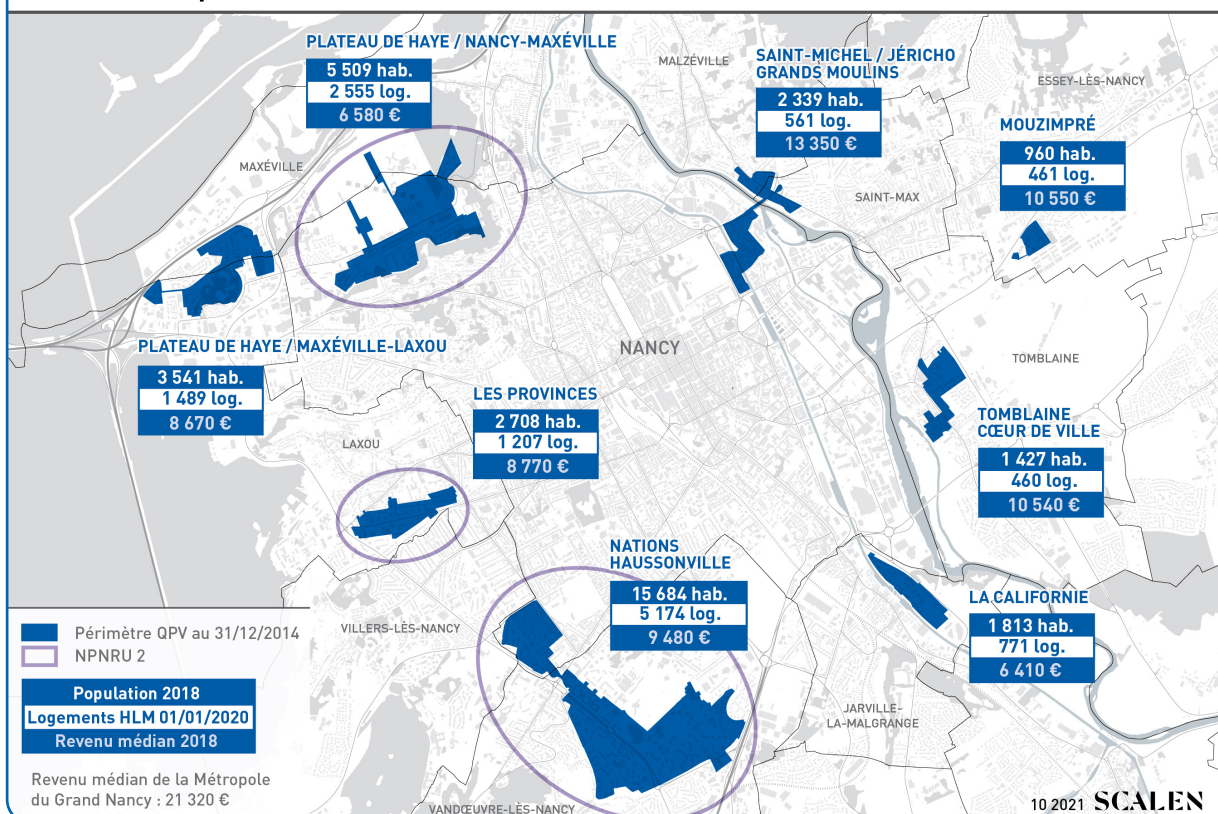 PLATEAU DE HAYE / NANCY-MAXÉVILLE
5 509 hab.
2 555 log.
6 580 €
MALZÉVILLE
SAINT-MICHEL / JÉRICHO
GRANDS MOULINS
2 339 hab.
561 log.
13 350 €
ESSEY-LÈS-NANCY
MOUZIMPRÉ
960 hab.
461 log.
10 550 €
MAXÉVILLE
SAINT-MAX
PLATEAU DE HAYE / MAXÉVILLE-LAXOU
3 541 hab.
1 489 log.
8 670 €
NANCY
TOMBLAINE
LES PROVINCES
2 708 hab.
1 207 log.
8 770 €
LAXOU
TOMBLAINE
CŒUR DE VILLE
1 427 hab.
460 log.
10 540 €
NATIONS
HAUSSONVILLE
15 684 hab.
5 174 log.
9 480 €
LA CALIFORNIE
1 813 hab.
771 log.
6 410 €
VILLERS-LÈS-NANCY
JARVILLE-
LA-MALGRANGE
VANDŒUVRE-LÈS-NANCY
Périmètre QPV au 31/12/2014
NPNRU 2
Population 2018
Logements HLM 01/01/2020
Revenu médian 2018
Revenu médian de la Métropole
du Grand Nancy : 21 320 €
10 2021 SCALEN